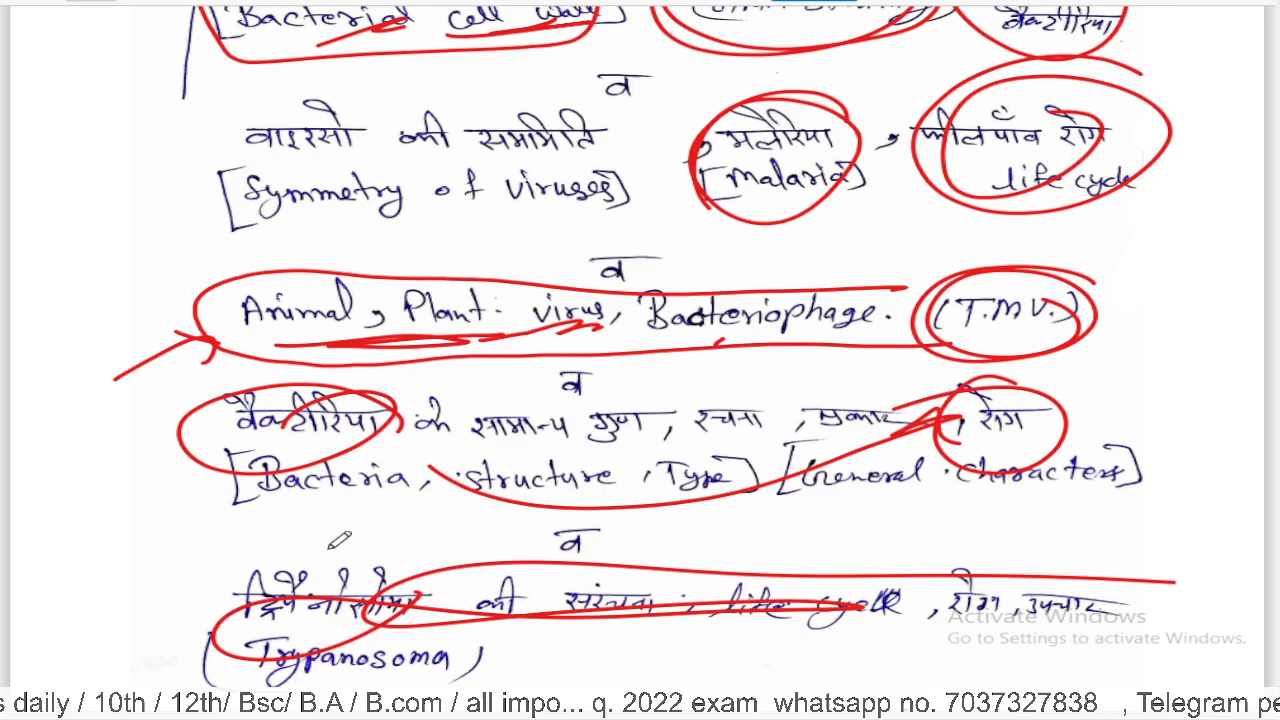 [Bacterial cell wall]
बैक्टीरिया
व
वाइरसो की सममिति , मलेरिया , फीलपाँव रोग
[Symmetry of viruses] [Malaria] life cycle
व
Animal, Plant virus, Bacteriophage. (T.M.V.)
व
बैक्टीरिया के सामान्य गुण, रचना, प्रकार, रोग
[Bacteria, structure, Type] [General characters]
व
ट्रिपैनोसोमा की संरचना, life cycle, रोग, उपचार
[Trypanosoma,
Activate Windows
Go to Settings to activate Windows.
s daily / 10th / 12th/ Bsc/ B.A / B.com / all impo... q. 2022 exam whatsapp no. 7037327838 , Telegram pe